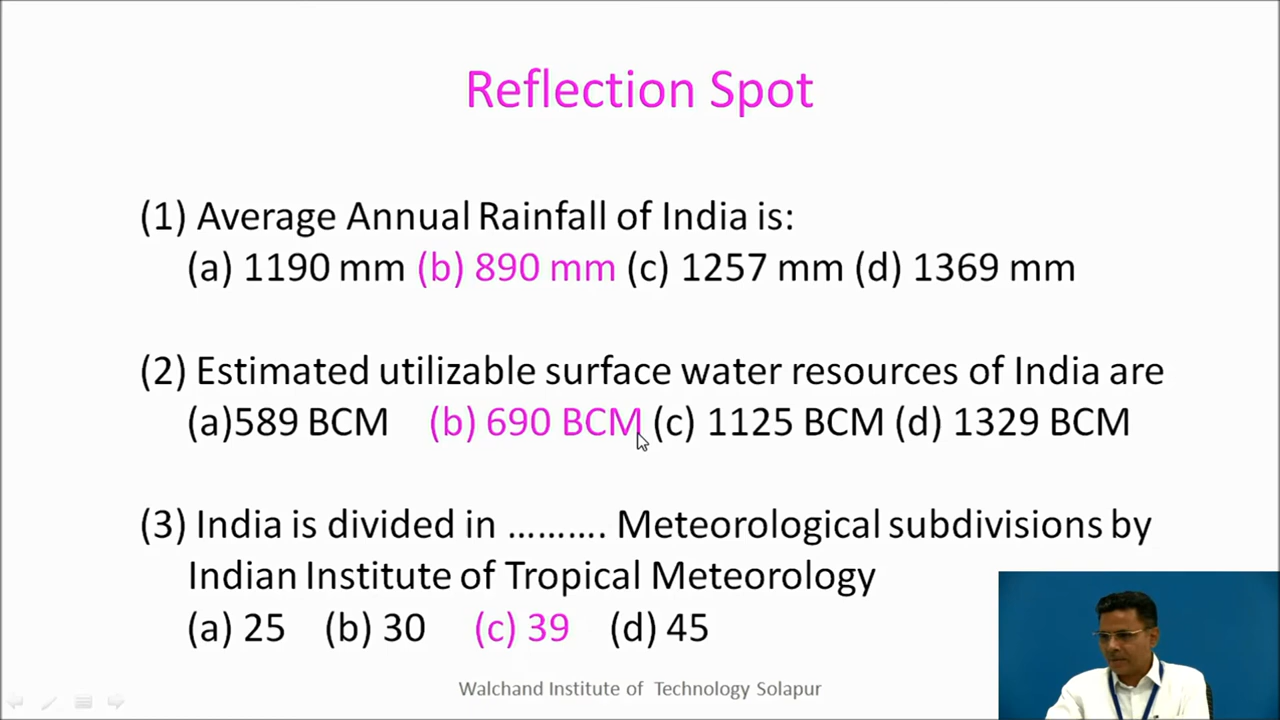 Reflection Spot
(1) Average Annual Rainfall of India is:
(a) 1190 mm (b) 890 mm (c) 1257 mm (d) 1369 mm
(2) Estimated utilizable surface water resources of India are
(a)589 BCM (b) 690 BCM (c) 1125 BCM (d) 1329 BCM
(3) India is divided in ………. Meteorological subdivisions by
Indian Institute of Tropical Meteorology
(a) 25 (b) 30 (c) 39 (d) 45
Walchand Institute of Technology Solapur